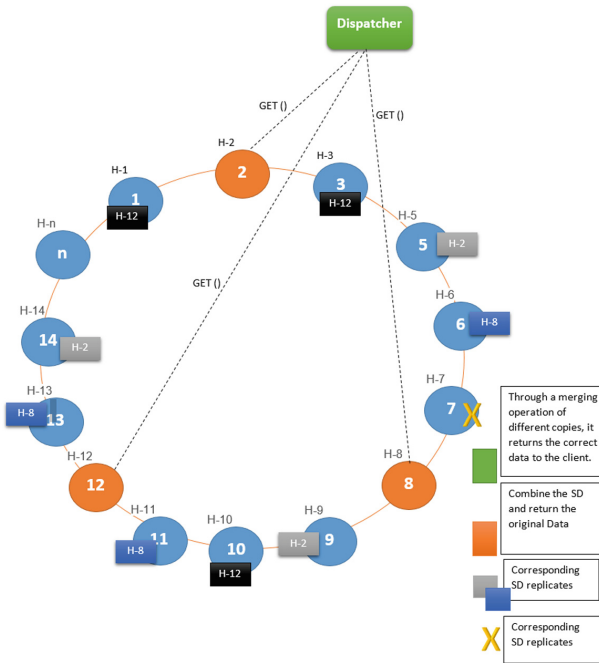 Dispatcher
GET ()
GET ()
H-2
2
H-3
3
H-12
H-1
1
H-12
H-5
5
H-2
H-n
n
H-6
6
H-8
GET ()
H-14
14
H-2
H-7
7
X
H-13
H-8
13
H-12
12
H-8
8
H-11
11
H-8
H-10
10
H-12
H-9
H-2
9
Through a merging
operation of
different copies, it
returns the correct
data to the client.
Combine the SD
and return the
original Data
Corresponding
SD replicates
X
Corresponding
SD replicates